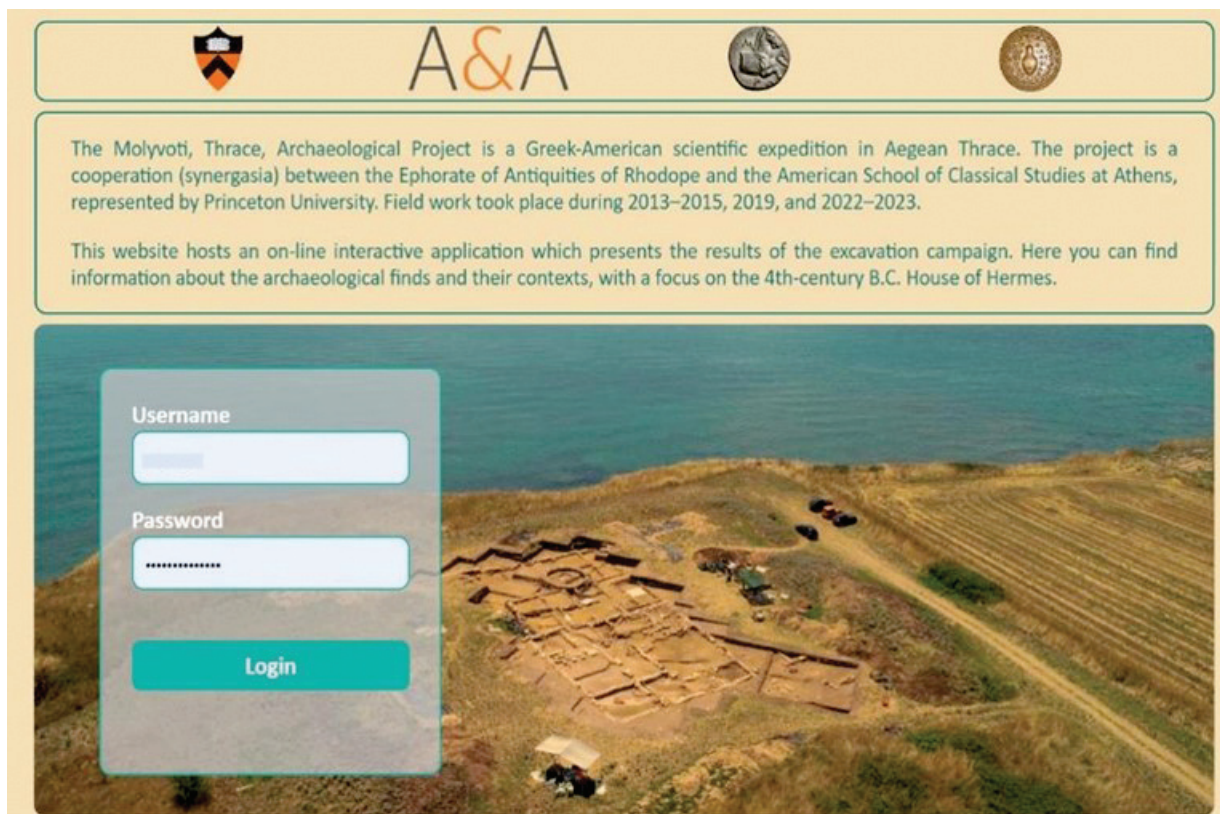 A&A
The Molyvoti, Thrace, Archaeological Project is a Greek-American scientific expedition in Aegean Thrace. The project is a
cooperation (synergasia) between the Ephorate of Antiquities of Rhodope and the American School of Classical Studies at Athens,
represented by Princeton University. Field work took place during 2013–2015, 2019, and 2022–2023.
This website hosts an on-line interactive application which presents the results of the excavation campaign. Here you can find
information about the archaeological finds and their contexts, with a focus on the 4th-century B.C. House of Hermes.
Username
Password
Login